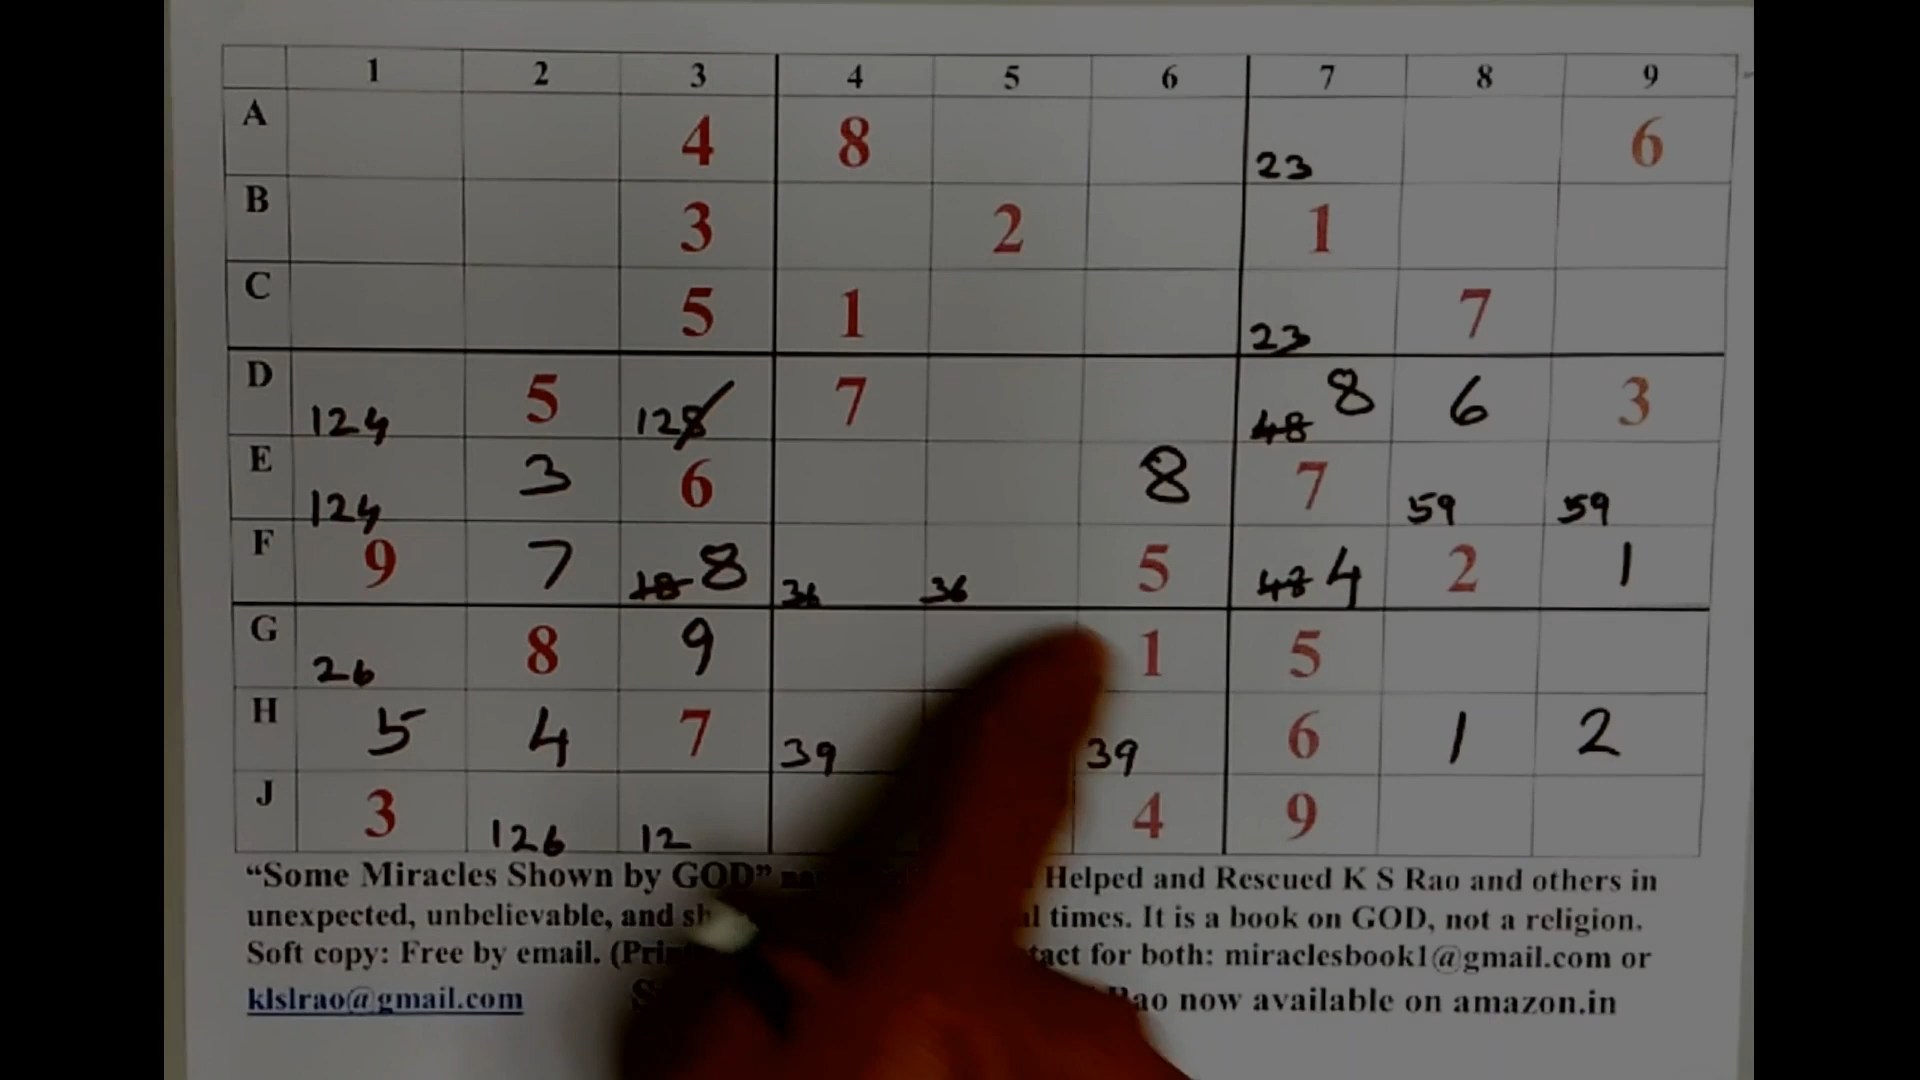 1 2 3 4 5 6 7 8 9
A 4 8 23 6
B 3 2 1
C 5 1 23 7
D 124 5 128 7 48 8 6 3
E 124 3 6 8 7 59 59
F 9 7 18 8 36 36 5 48 4 2 1
G 26 8 9 1 5
H 5 4 7 39 39 6 1 2
J 3 126 12 4 9
“Some Miracles Shown by GOD” Helped and Rescued K S Rao and others in
unexpected, unbelievable, and times. It is a book on GOD, not a religion.
Soft copy: Free by email. for both: miraclesbook1@gmail.com or
klslrao@gmail.com Rao now available on amazon.in